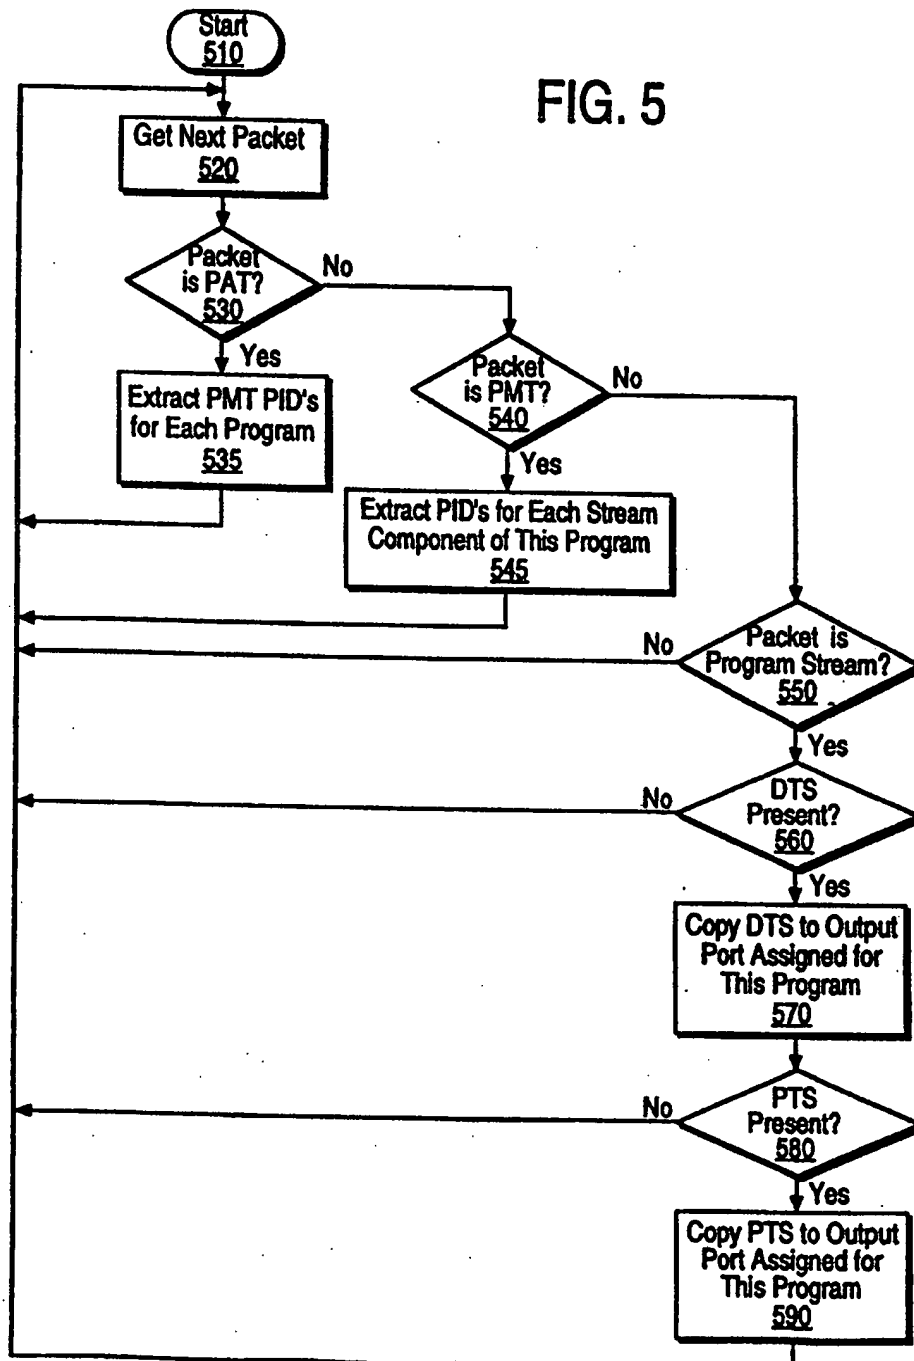 Start
510
FIG. 5
Get Next Packet
520
Packet
is PAT?
530
No
Yes
Extract PMT PID's
for Each Program
535
Packet
is PMT?
540
No
Yes
Extract PID's for Each Stream
Component of This Program
545
Packet is
Program Stream?
550
No
Yes
DTS
Present?
560
No
Yes
Copy DTS to Output
Port Assigned for
This Program
570
PTS
Present?
580
No
Yes
Copy PTS to Output
Port Assigned for
This Program
590